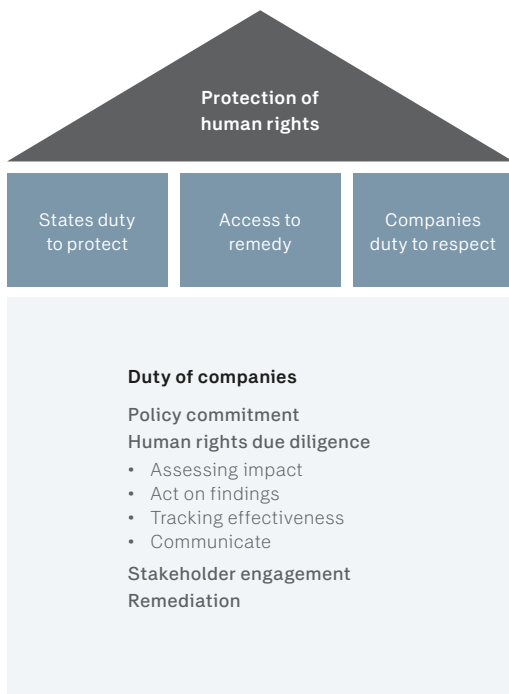 Protection of
human rights
States duty
to protect
Access to
remedy
Companies
duty to respect
Duty of companies
Policy commitment
Human rights due diligence
• Assessing impact
• Act on findings
• Tracking effectiveness
• Communicate
Stakeholder engagement
Remediation